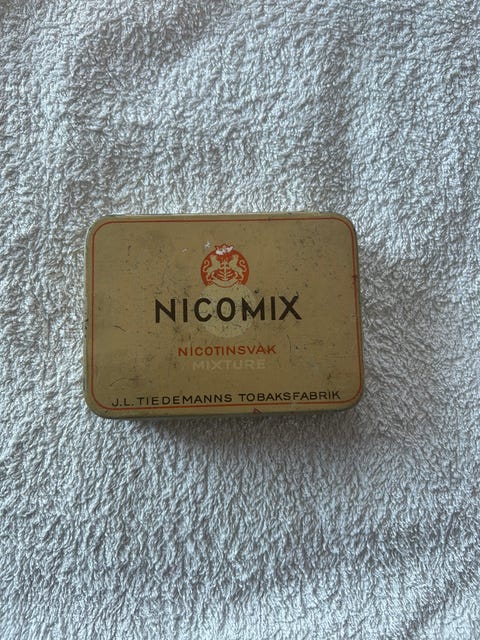 NICOMIX
NICOTINSVAK
MIXTURE
J.L. TIEDEMANNS TOBAKSFABRIK